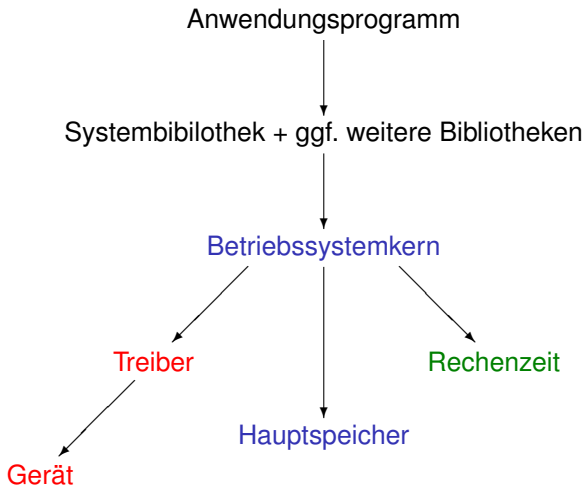 Anwendungsprogramm
Systembibilothek + ggf. weitere Bibliotheken
Betriebssystemkern
Treiber
Rechenzeit
Hauptspeicher
Gerät